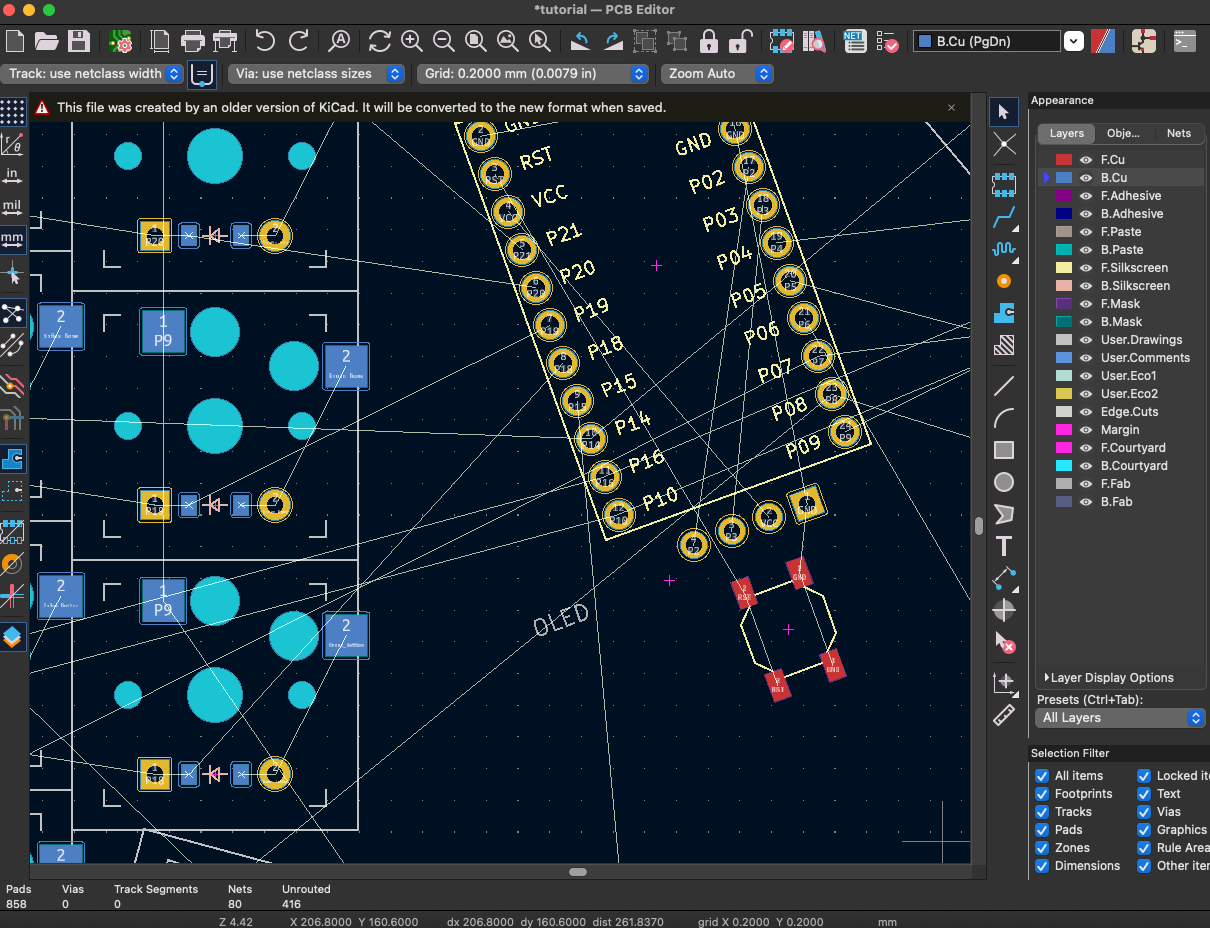 *tutorial — PCB Editor
B.Cu (PgDn)
NET
Track: use netclass width
Via: use netclass sizes
Grid: 0.2000 mm (0.0079 in)
Zoom Auto
This file was created by an older version of KiCad. It will be converted to the new format when saved.
in
mil
mm
RST
VCC
P21
P20
P19
P18
P15
P14
P16
P10
GND
P02
P03
P04
P05
P06
P07
P08
P09
OLED
2
1
P9
2
2
1
P9
2
2
Appearance
Layers Obje... Nets
F.Cu
B.Cu
F.Adhesive
B.Adhesive
F.Paste
B.Paste
F.Silkscreen
B.Silkscreen
F.Mask
B.Mask
User.Drawings
User.Comments
User.Eco1
User.Eco2
Edge.Cuts
Margin
F.Courtyard
B.Courtyard
F.Fab
B.Fab
Layer Display Options
Presets (Ctrl+Tab):
All Layers
Selection Filter
All items Locked ite
Footprints Text
Tracks Vias
Pads Graphics
Zones Rule Area
Dimensions Other item
Pads Vias Track Segments Nets Unrouted
858 0 0 80 416
Z 4.42 X 206.8000 Y 160.6000 dx 206.8000 dy 160.6000 dist 261.8370 grid X 0.2000 Y 0.2000 mm